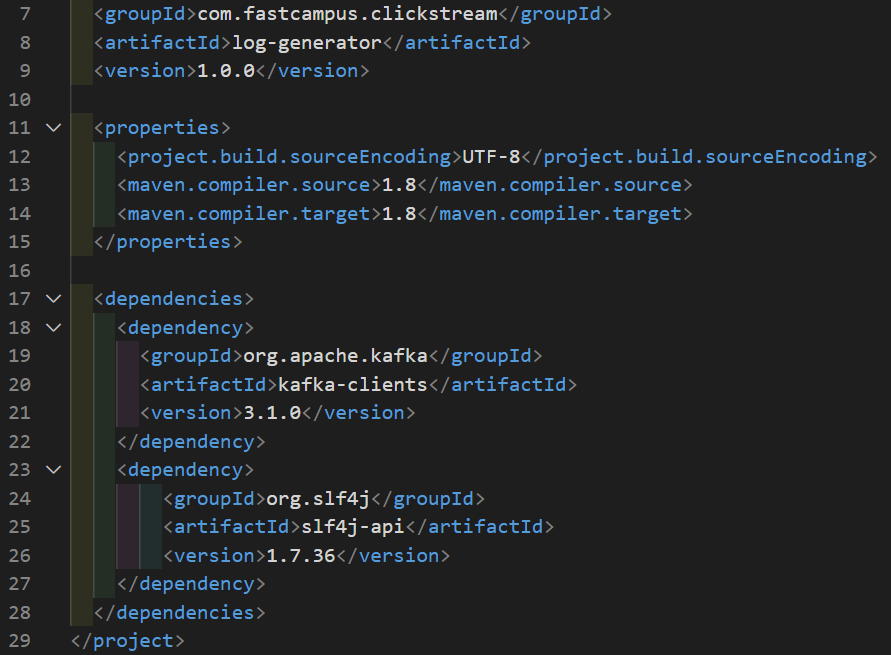 7 <groupId>com.fastcampus.clickstream</groupId>
8 <artifactId>log-generator</artifactId>
9 <version>1.0.0</version>
10
11 <properties>
12 <project.build.sourceEncoding>UTF-8</project.build.sourceEncoding>
13 <maven.compiler.source>1.8</maven.compiler.source>
14 <maven.compiler.target>1.8</maven.compiler.target>
15 </properties>
16
17 <dependencies>
18 <dependency>
19 <groupId>org.apache.kafka</groupId>
20 <artifactId>kafka-clients</artifactId>
21 <version>3.1.0</version>
22 </dependency>
23 <dependency>
24 <groupId>org.slf4j</groupId>
25 <artifactId>slf4j-api</artifactId>
26 <version>1.7.36</version>
27 </dependency>
28 </dependencies>
29 </project>